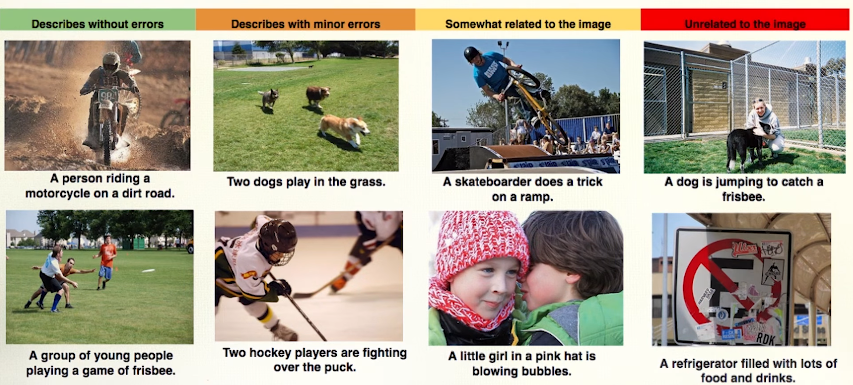 Describes without errors
Describes with minor errors
Somewhat related to the image
Unrelated to the image
A person riding a
motorcycle on a dirt road.
Two dogs play in the grass.
A skateboarder does a trick
on a ramp.
A dog is jumping to catch a
frisbee.
A group of young people
playing a game of frisbee.
Two hockey players are fighting
over the puck.
A little girl in a pink hat is
blowing bubbles.
RDK
A refrigerator filled with lots of
food and drinks.